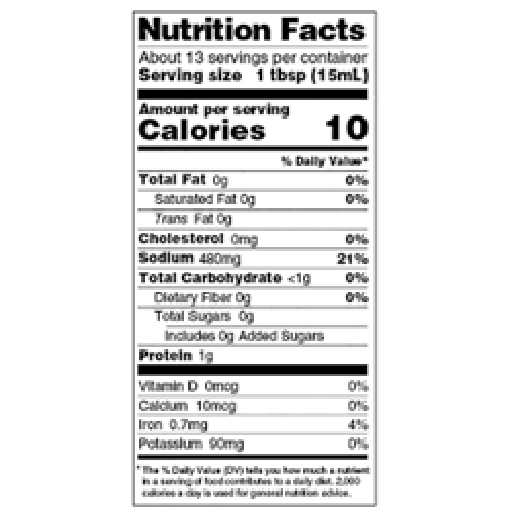 Nutrition Facts
About 13 servings per container
Serving size 1 tbsp (15mL)
Amount per serving
Calories 10
% Daily Value*
Total Fat 0g 0%
Saturated Fat 0g 0%
Trans Fat 0g
Cholesterol 0mg 0%
Sodium 480mg 21%
Total Carbohydrate <1g 0%
Dietary Fiber 0g 0%
Total Sugars 0g
Includes 0g Added Sugars
Protein 1g
Vitamin D 0mcg 0%
Calcium 10mcg 0%
Iron 0.7mg 4%
Potassium 90mg 0%
*The % Daily Value (DV) tells you how much a nutrient
in a serving of food contributes to a daily diet. 2,000
calories a day is used for general nutrition advice.